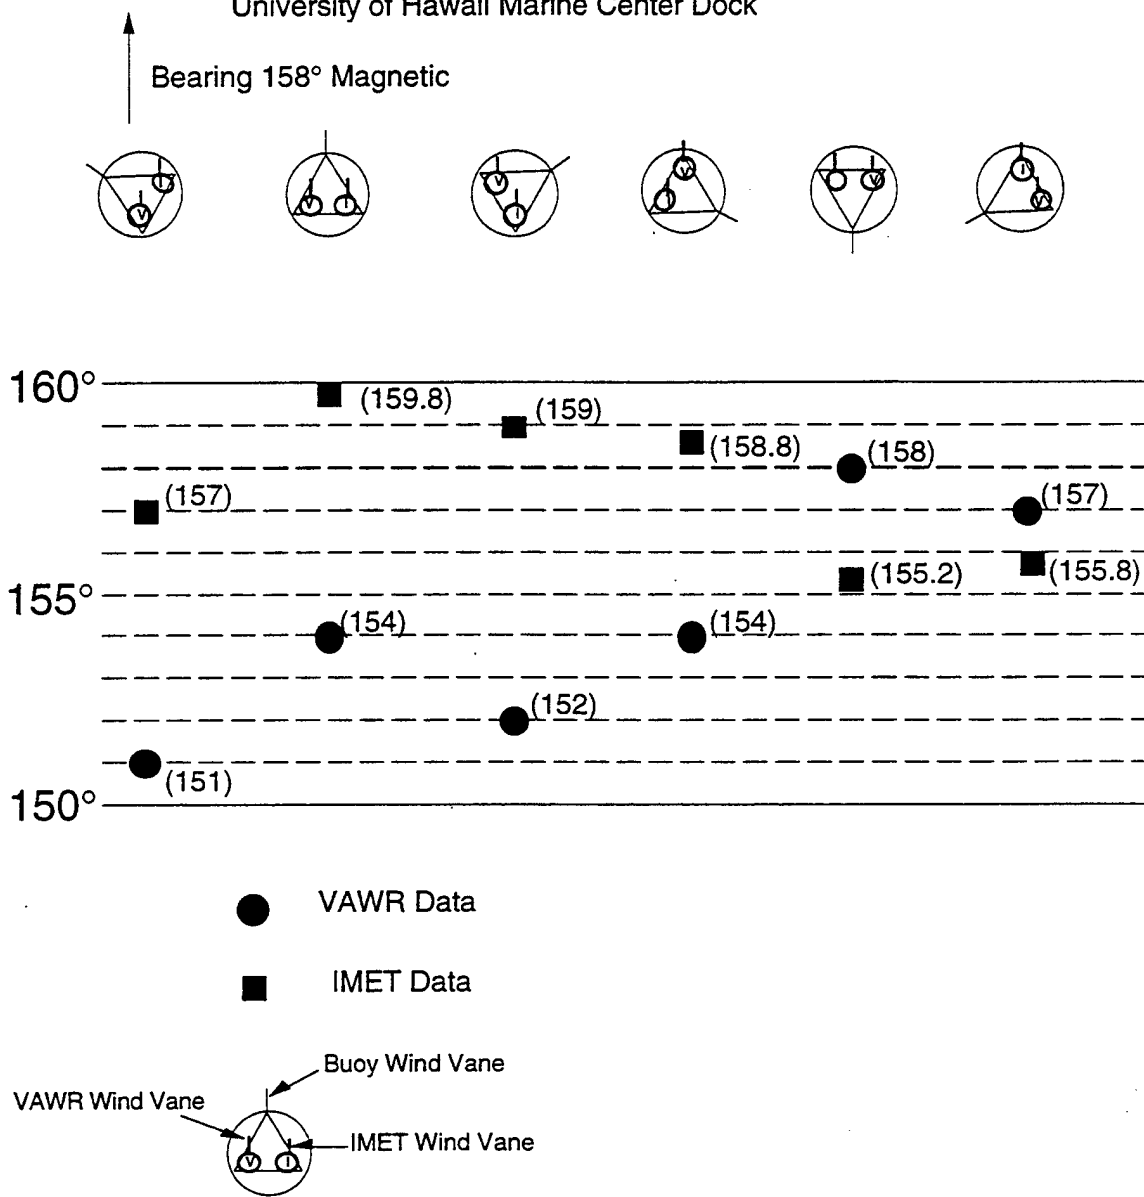 University of Hawaii Marine Center Dock
Bearing 158° Magnetic
I V V I V I V I V I V
160°
(159.8)
(159)
(158.8)
(158)
(157)
(157)
155°
(155.2)
(155.8)
(154)
(154)
(152)
(151)
150°
VAWR Data
IMET Data
Buoy Wind Vane
VAWR Wind Vane
IMET Wind Vane
V I